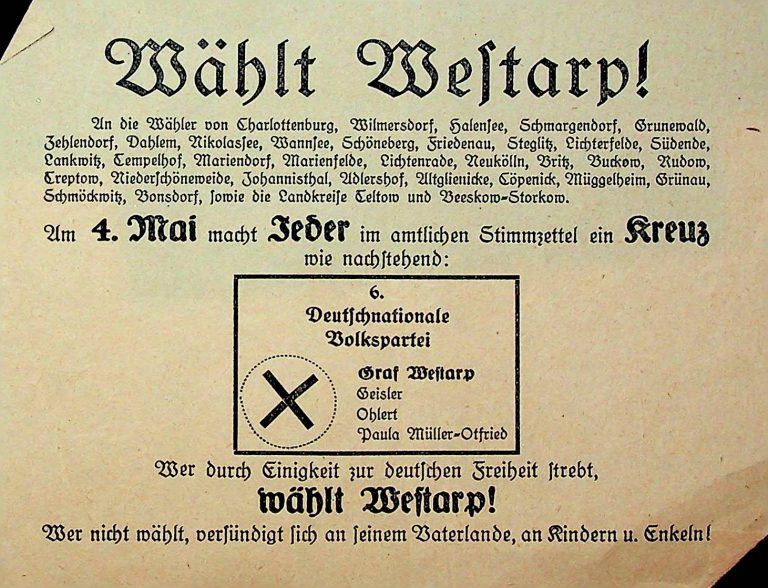 Wählt Westarp!
An die Wähler von Charlottenburg, Wilmersdorf, Halensee, Schmargendorf, Grunewald,
Zehlendorf, Dahlem, Nikolassee, Wannsee, Schöneberg, Friedenau, Steglitz, Lichterfelde, Südende,
Lankwitz, Tempelhof, Mariendorf, Marienfelde, Lichtenrade, Neukölln, Britz, Buckow, Rudow,
Treptow, Niederschöneweide, Johannisthal, Adlershof, Altglienicke, Cöpenick, Müggelheim, Grünau,
Schmöckwitz, Bonsdorf, sowie die Landkreise Teltow und Beeskow-Storkow.
Am 4. Mai macht Jeder im amtlichen Stimmzettel ein Kreuz
wie nachstehend:
6.
Deutschnationale
Volkspartei
Graf Westarp
Geisler
Ohlert
Paula Müller-Otfried
Wer durch Einigkeit zur deutschen Freiheit strebt,
wählt Westarp!
Wer nicht wählt, versündigt sich an seinem Vaterlande, an Kindern u. Enkeln!